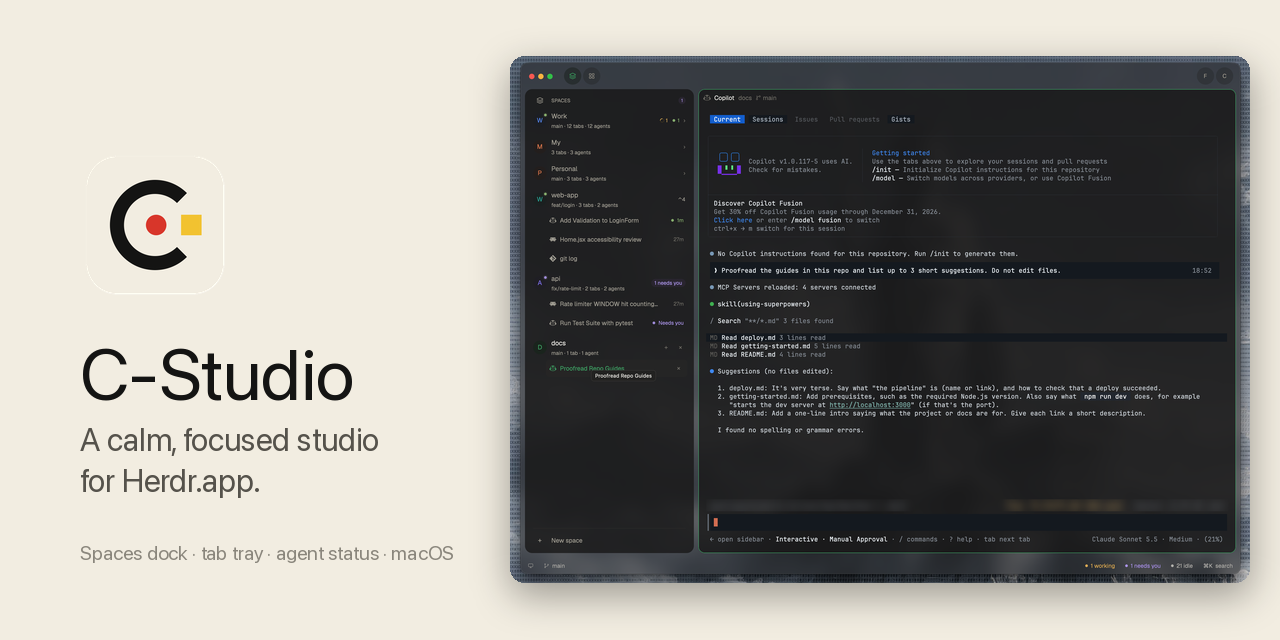 C-Studio
A calm, focused studio
for Herdr.app.
Spaces dock · tab tray · agent status · macOS
F C
SPACES 1
W Work
main · 12 tabs · 12 agents 1 1
M My
3 tabs · 3 agents
P Personal
main · 3 tabs · 3 agents
W web-app
feat/login · 3 tabs · 2 agents 4
Add Validation to LoginForm 1m
Home.jsx accessibility review 27m
git log
A api
fix/rate-limit · 2 tabs · 2 agents 1 needs you
Rate limiter WINDOW hit counting... 27m
Run Test Suite with pytest Needs you
D docs
main · 1 tab · 1 agent
Proofread Repo Guides
Proofread Repo Guides
+ New space
Copilot docs main
Current Sessions Issues Pull requests Gists
Copilot v1.0.117-5 uses AI.
Check for mistakes.
Getting started
Use the tabs above to explore your sessions and pull requests
/init — Initialize Copilot instructions for this repository
/model — Switch models across providers, or use Copilot Fusion
Discover Copilot Fusion
Get 30% off Copilot Fusion usage through December 31, 2026.
Click here or enter /model fusion to switch
ctrl+x → m switch for this session
● No Copilot instructions found for this repository. Run /init to generate them.
❯ Proofread the guides in this repo and list up to 3 short suggestions. Do not edit files. 18:52
● MCP Servers reloaded: 4 servers connected
● skill(using-superpowers)
/ Search "**/*.md" 3 files found
MD Read deploy.md 3 lines read
MD Read getting-started.md 5 lines read
MD Read README.md 4 lines read
● Suggestions (no files edited):
1. deploy.md: It's very terse. Say what "the pipeline" is (name or link), and how to check that a deploy succeeded.
2. getting-started.md: Add prerequisites, such as the required Node.js version. Also say what npm run dev does, for example
"starts the dev server at http://localhost:3000" (if that's the port).
3. README.md: Add a one-line intro saying what the project or docs are for. Give each link a short description.
I found no spelling or grammar errors.
← open sidebar · Interactive · Manual Approval · / commands · ? help · tab next tab Claude Sonnet 5.5 · Medium · (21%)
main ● 1 working ● 1 needs you ● 21 idle ⌘K search